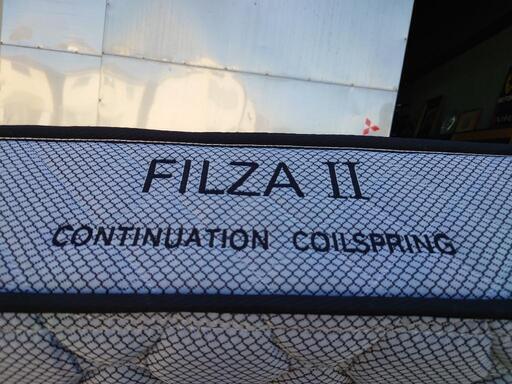 FILZA II
CONTINUATION COILSPRING